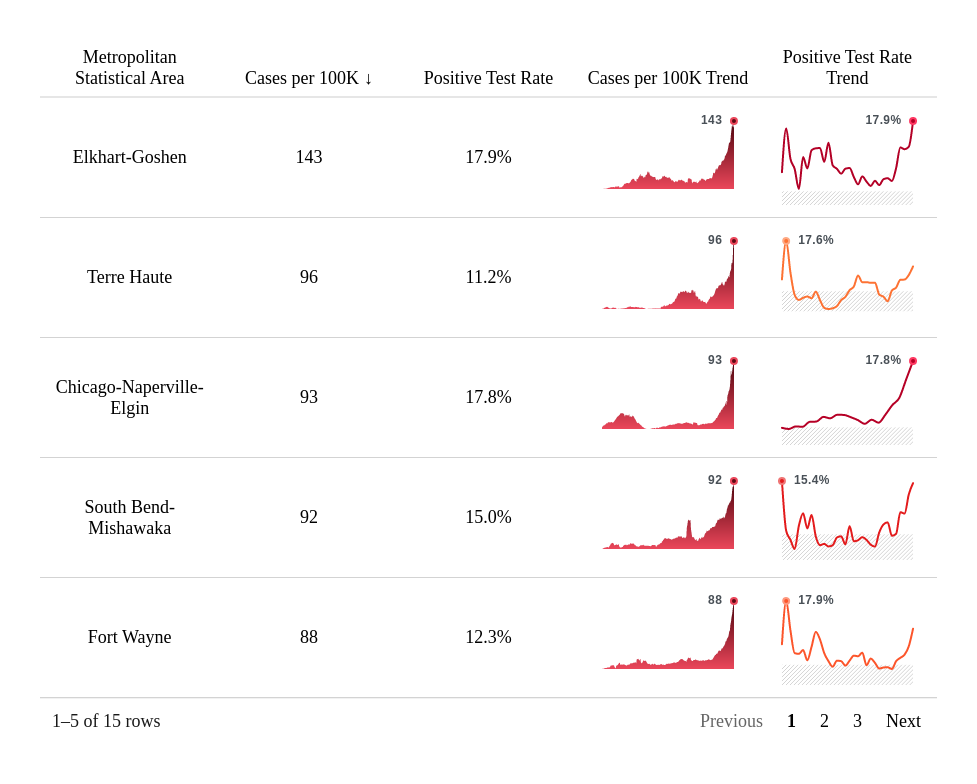 Metropolitan
Statistical Area
Cases per 100K ↓
Positive Test Rate
Cases per 100K Trend
Positive Test Rate
Trend
Elkhart-Goshen
143
17.9%
143
17.9%
Terre Haute
96
11.2%
96
17.6%
Chicago-Naperville-
Elgin
93
17.8%
93
17.8%
South Bend-
Mishawaka
92
15.0%
92
15.4%
Fort Wayne
88
12.3%
88
17.9%
1–5 of 15 rows
Previous 1 2 3 Next